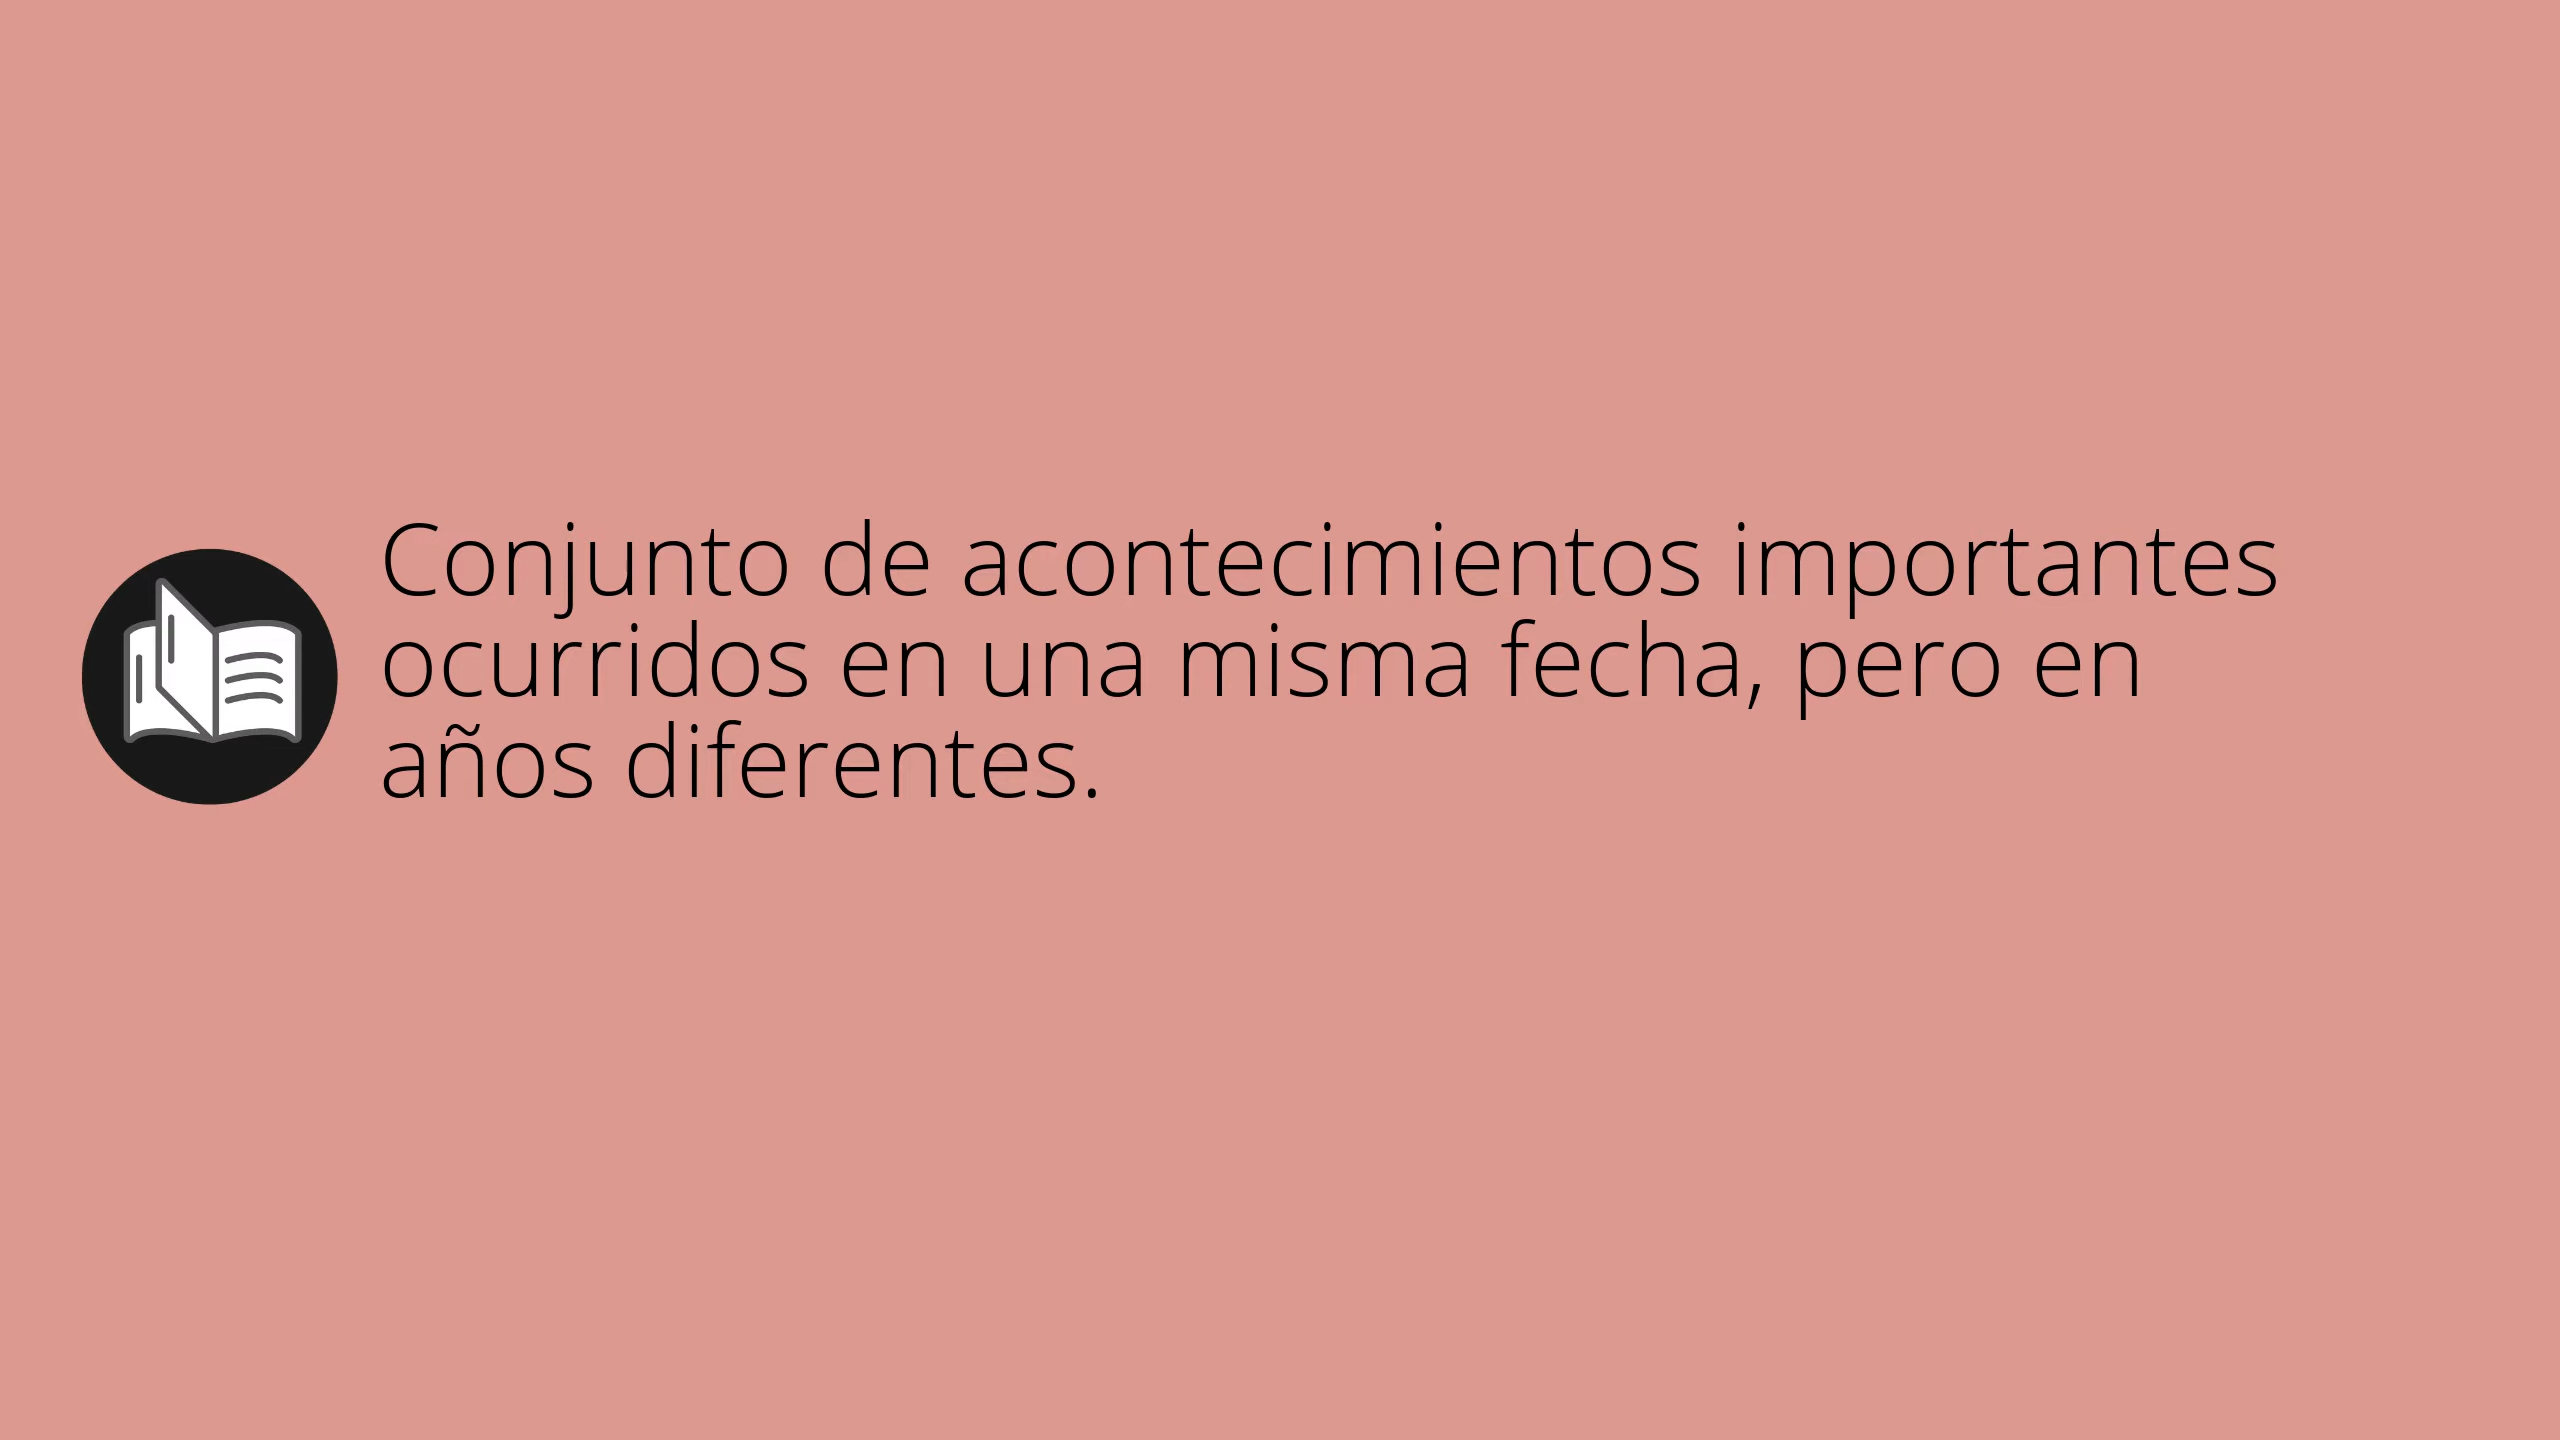 Conjunto de acontecimientos importantes
ocurridos en una misma fecha, pero en
años diferentes.